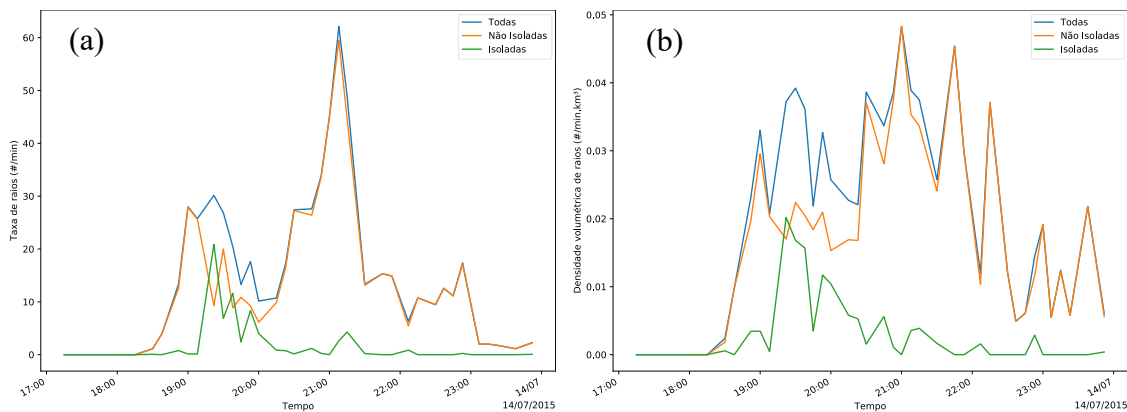 (a)
Todas
Não Isoladas
Isoladas
Taxa de raios (#/min)
60
50
40
30
20
10
0
17:00
18:00
19:00
20:00
21:00
22:00
23:00
14/07
Tempo
14/07/2015
(b)
Todas
Não Isoladas
Isoladas
Densidade volumétrica de raios (#/min.km³)
0.05
0.04
0.03
0.02
0.01
0.00
17:00
18:00
19:00
20:00
21:00
22:00
23:00
14/07
Tempo
14/07/2015